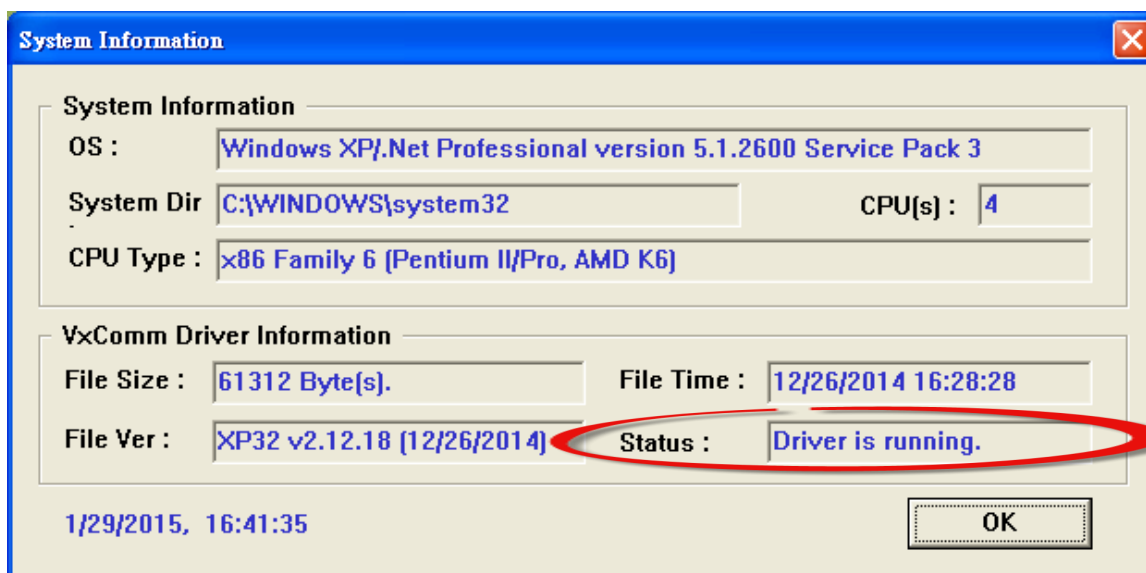 System Information
System Information
OS : Windows XP/.Net Professional version 5.1.2600 Service Pack 3
System Dir C:\WINDOWS\system32 CPU(s) : 4
CPU Type : x86 Family 6 (Pentium II/Pro, AMD K6)
VxComm Driver Information
File Size : 61312 Byte(s). File Time : 12/26/2014 16:28:28
File Ver : XP32 v2.12.18 (12/26/2014) Status : Driver is running.
1/29/2015, 16:41:35 OK